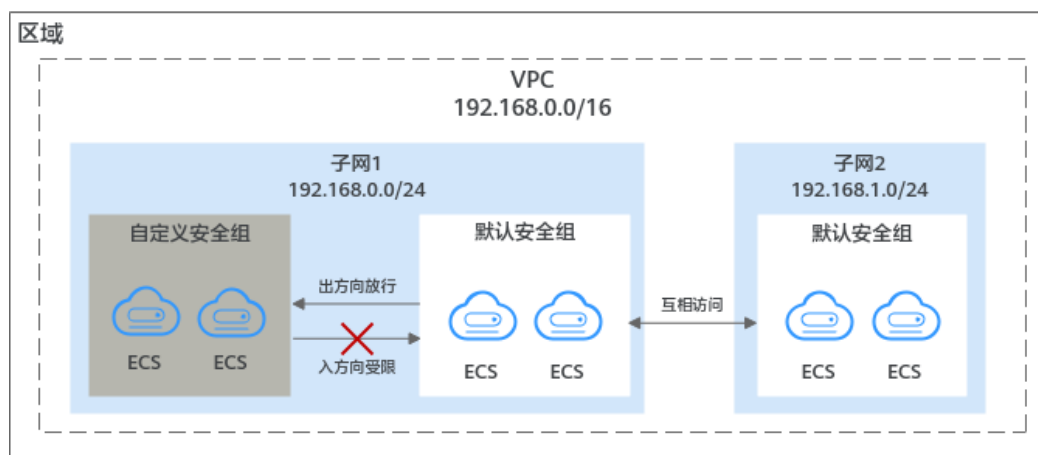 区域
VPC
192.168.0.0/16
子网1
192.168.0.0/24
子网2
192.168.1.0/24
自定义安全组
默认安全组
默认安全组
出方向放行
入方向受限
互相访问
ECS
ECS
ECS
ECS
ECS
ECS